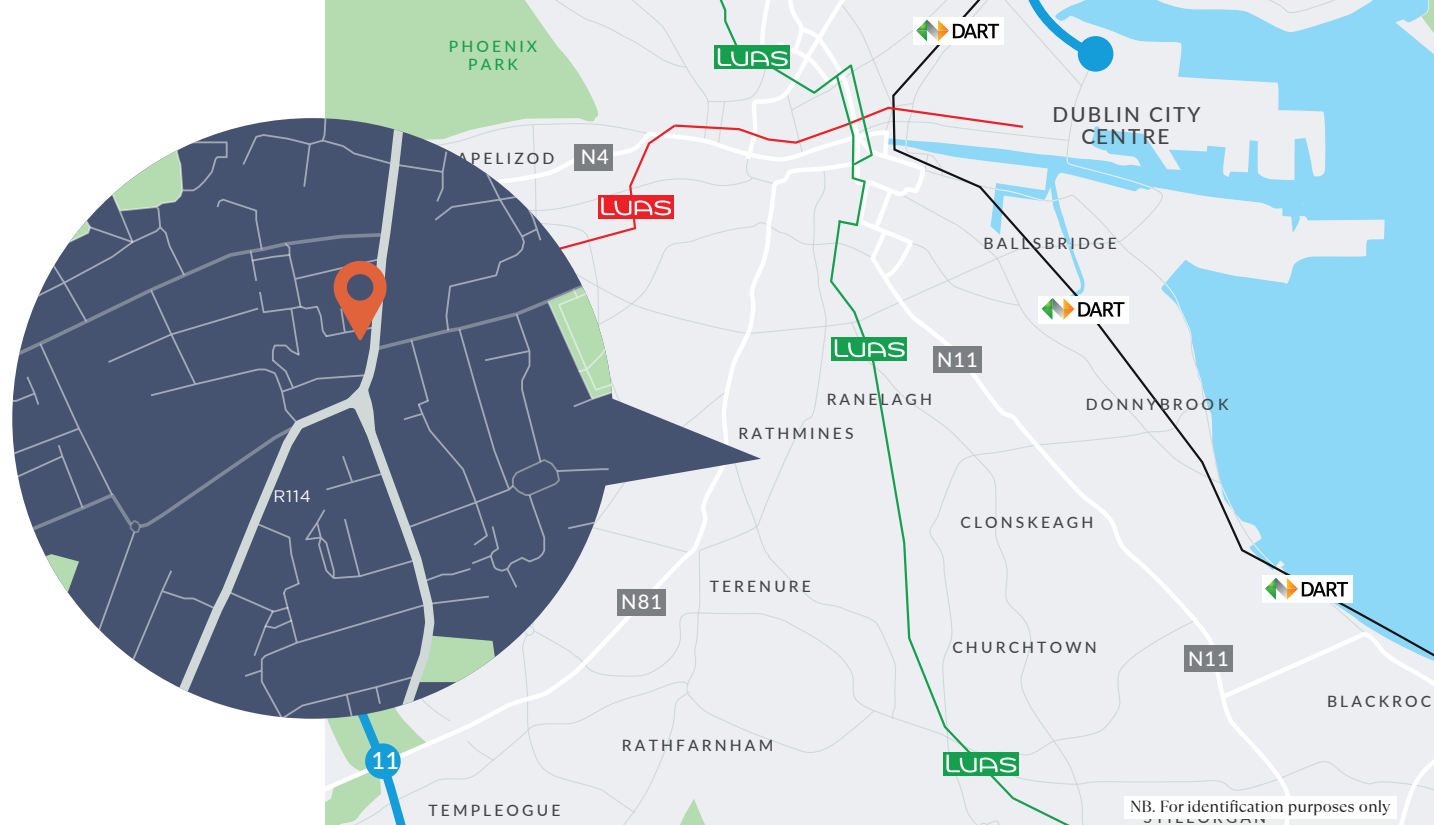 PHOENIX
PARK
LUAS
DART
DUBLIN CITY
CENTRE
APELIZOD
N4
LUAS
BALLSBRIDGE
DART
LUAS
N11
RANELAGH
DONNYBROOK
RATHMINES
R114
CLONSKEAGH
TERENURE
DART
N81
CHURCHTOWN
N11
BLACKROC
RATHFARNHAM
11
LUAS
TEMPLEOGUE
NB. For identification purposes only
STILLORGAN